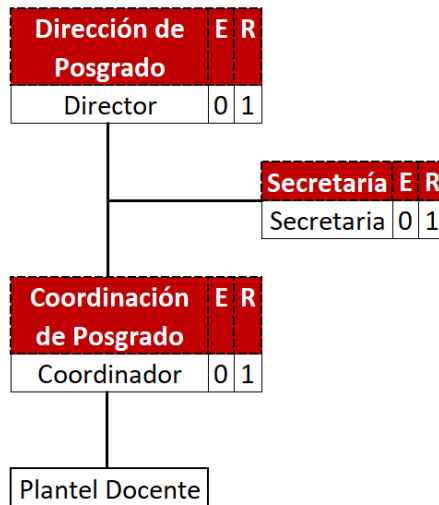 Dirección de E R
Posgrado
Director 0 1
Secretaría E R
Secretaria 0 1
Coordinación E R
de Posgrado
Coordinador 0 1
Plantel Docente